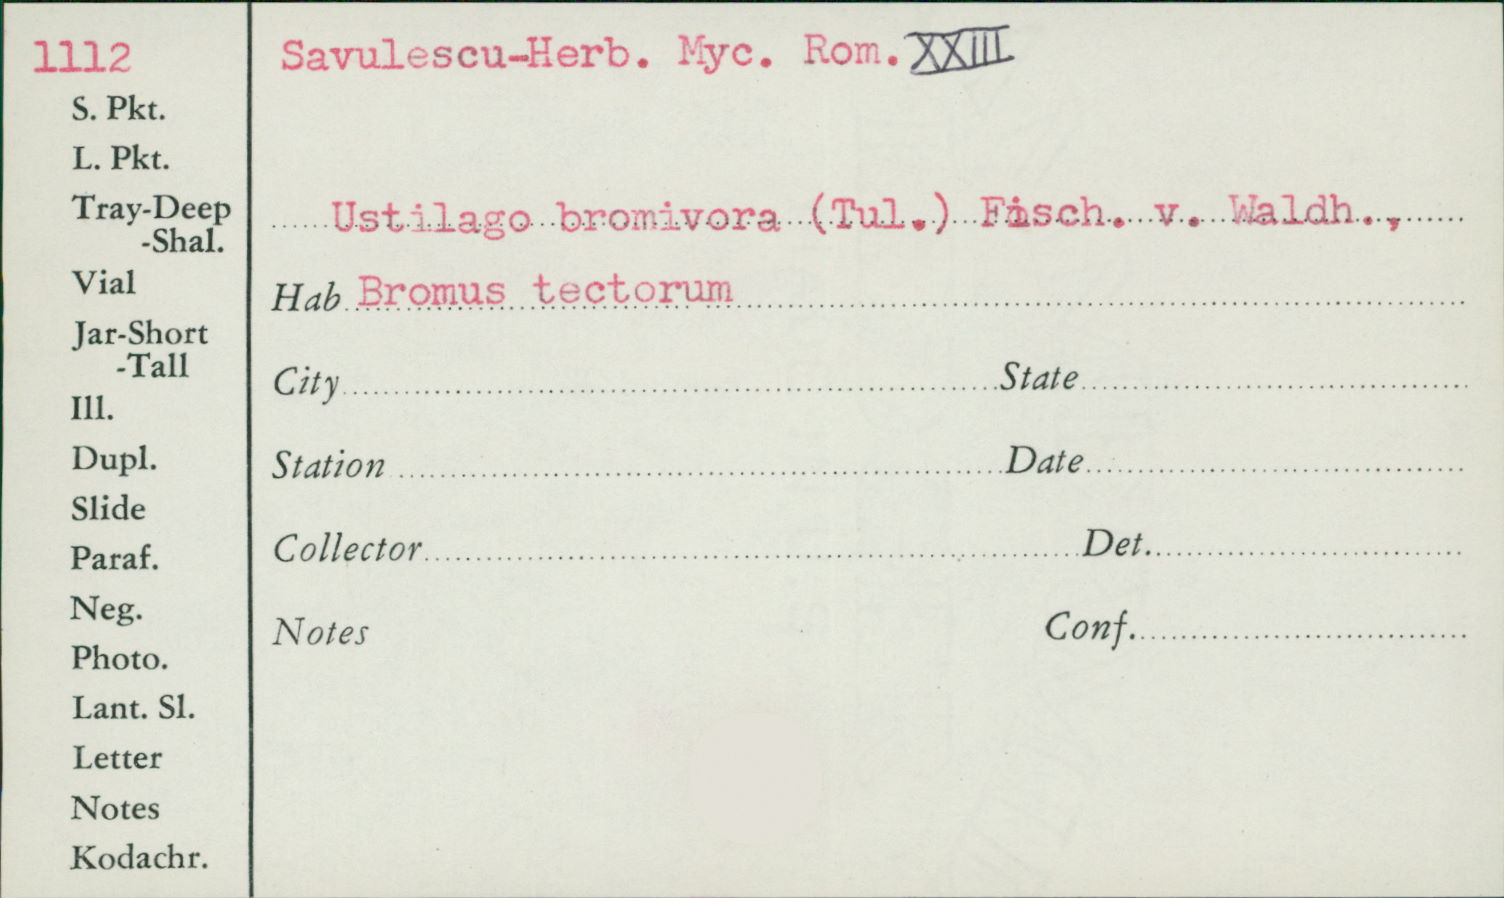 1112
Savulescu-Herb. Myc. Rom. XXIII
S. Pkt.
L. Pkt.
Tray-Deep
-Shal.
Vial
Jar-Short
-Tall
Ill.
Dupl.
Slide
Paraf.
Neg.
Photo.
Lant. Sl.
Letter
Notes
Kodachr.
Ustilago bromivora (Tul.) Fisch. v. Waldh.,
Hab Bromus tectorum
City State
Station Date
Collector Det.
Notes Conf.